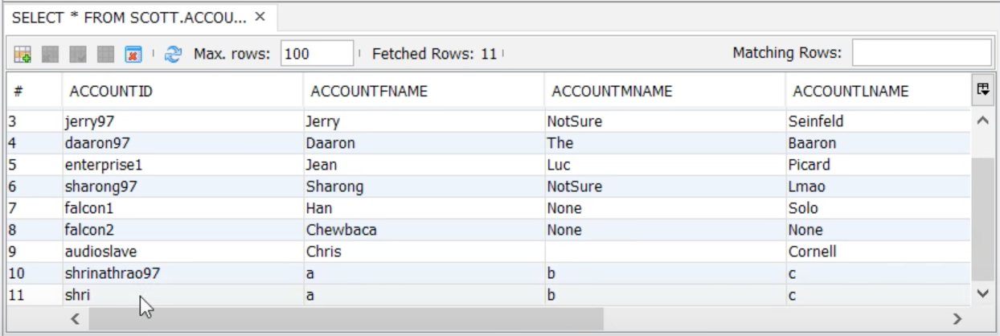 SELECT * FROM SCOTT.ACCOU... ×
Max. rows: 100 Fetched Rows: 11 Matching Rows:
# ACCOUNTID ACCOUNTFNAME ACCOUNTMNAME ACCOUNTLNAME
3 jerry97 Jerry NotSure Seinfeld
4 daaron97 Daaron The Baaron
5 enterprise1 Jean Luc Picard
6 sharong97 Sharong NotSure Lmao
7 falcon1 Han None Solo
8 falcon2 Chewbaca None None
9 audioslave Chris Cornell
10 shrinathrao97 a b c
11 shri a b c